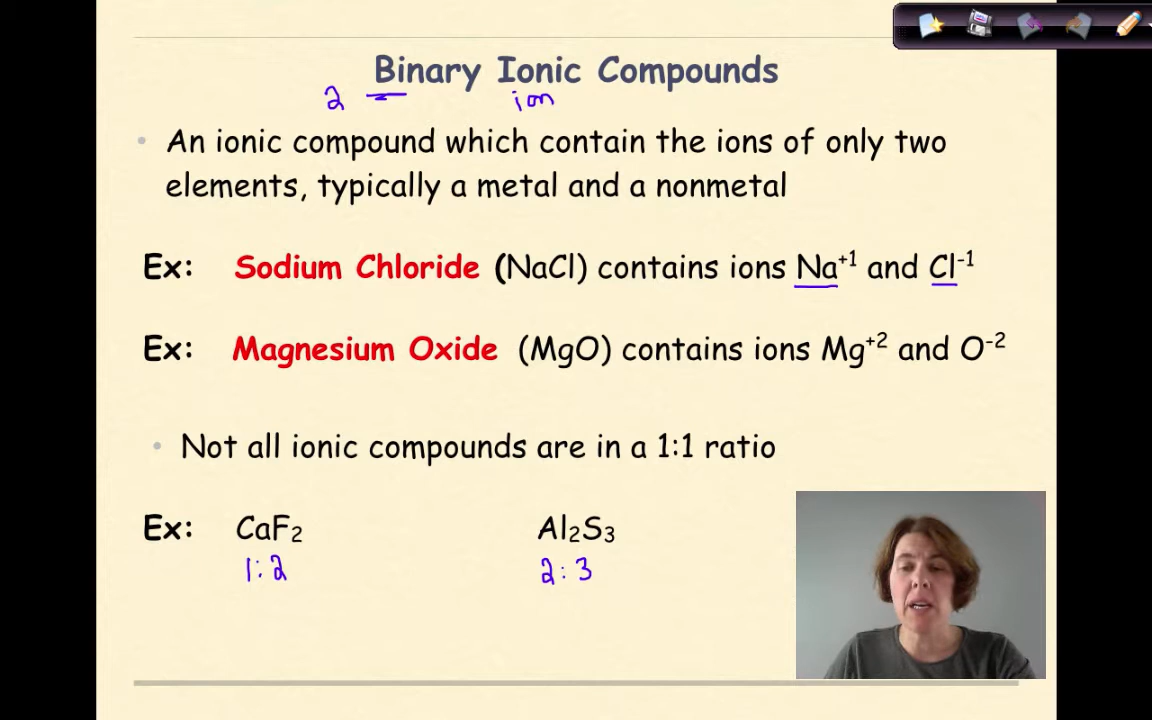 Binary Ionic Compounds
2 ion
• An ionic compound which contain the ions of only two
elements, typically a metal and a nonmetal
Ex: Sodium Chloride (NaCl) contains ions Na⁺¹ and Cl⁻¹
Ex: Magnesium Oxide (MgO) contains ions Mg⁺² and O⁻²
• Not all ionic compounds are in a 1:1 ratio
Ex: CaF₂ Al₂S₃
1:2 2:3